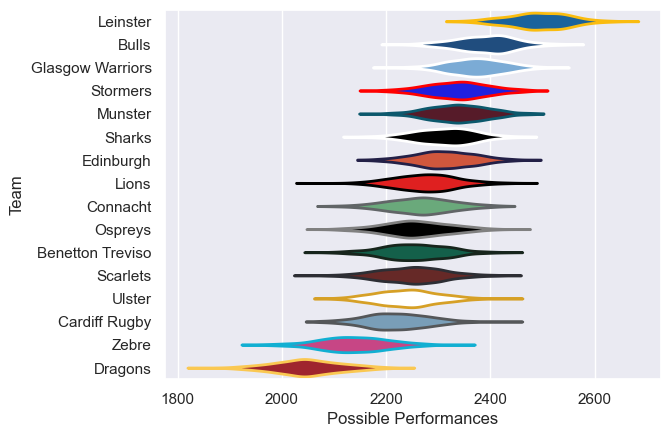 Leinster
Bulls
Glasgow Warriors
Stormers
Munster
Sharks
Edinburgh
Lions
Connacht
Ospreys
Benetton Treviso
Scarlets
Ulster
Cardiff Rugby
Zebre
Dragons
Team
1800 2000 2200 2400 2600
Possible Performances